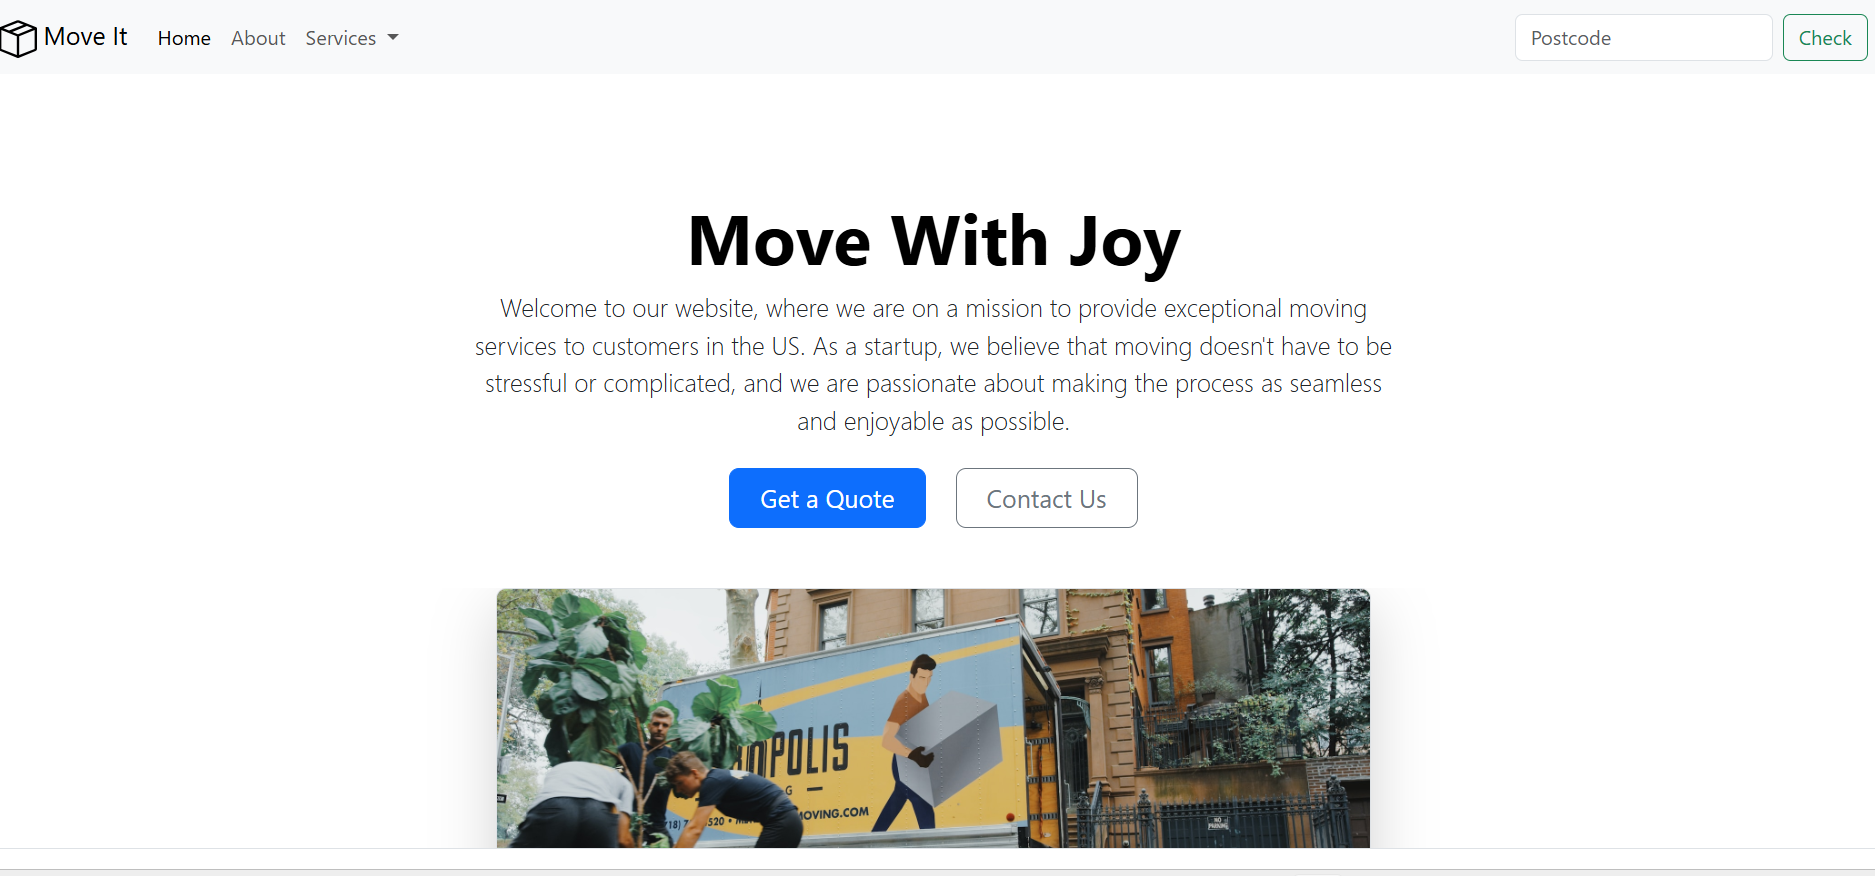 Move It
Home
About
Services
Postcode
Check
Move With Joy
Welcome to our website, where we are on a mission to provide exceptional moving
services to customers in the US. As a startup, we believe that moving doesn't have to be
stressful or complicated, and we are passionate about making the process as seamless
and enjoyable as possible.
Get a Quote
Contact Us
POLIS
G
OVING.COM
NO
PARKING